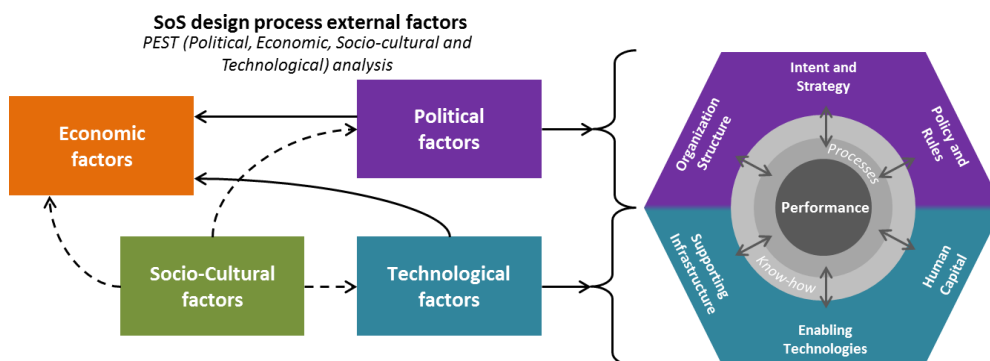 SoS design process external factors
PEST (Political, Economic, Socio-cultural and
Technological) analysis
Economic
factors
Political
factors
Socio-Cultural
factors
Technological
factors
Intent and
Strategy
Organization
Structure
Policy and
Rules
Processes
Performance
Know-how
Supporting
Infrastructure
Human
Capital
Enabling
Technologies